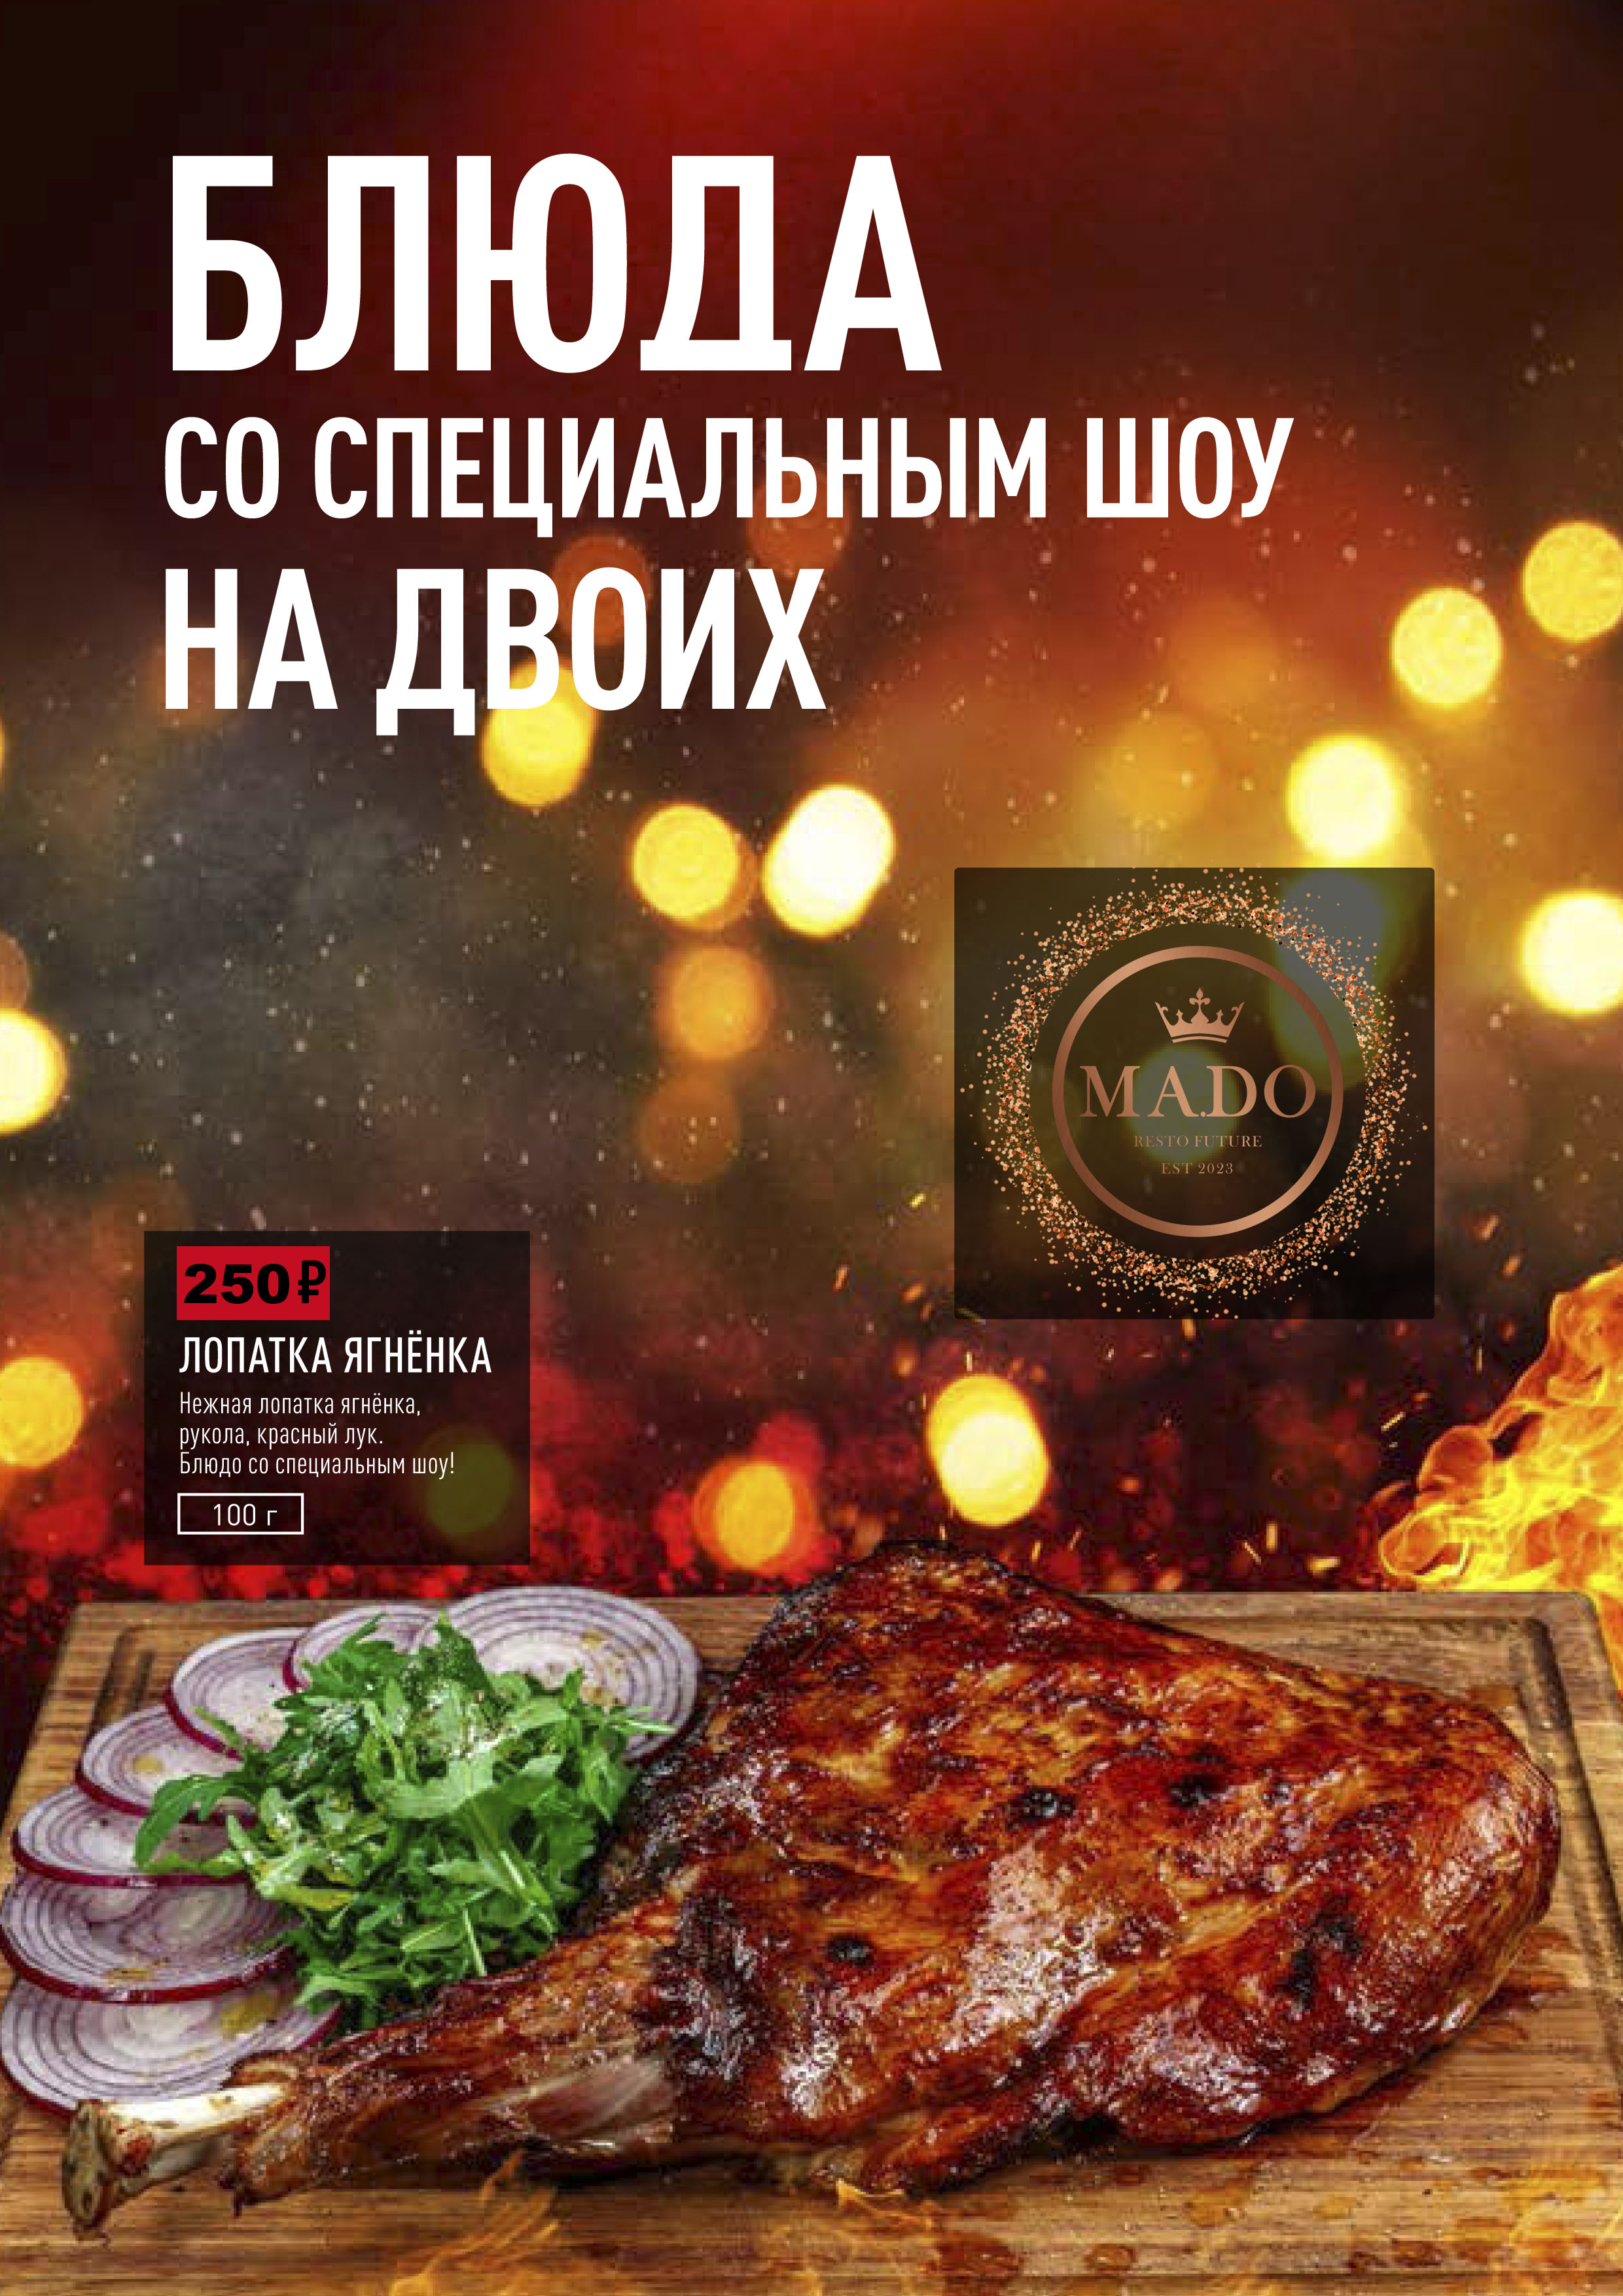 БЛЮДА
СО СПЕЦИАЛЬНЫМ ШОУ
НА ДВОИХ
MA.DO
RESTO FUTURE
EST 2023
250₽
ЛОПАТКА ЯГНЁНКА
Нежная лопатка ягнёнка,
рукола, красный лук.
Блюдо со специальным шоу!
100 г